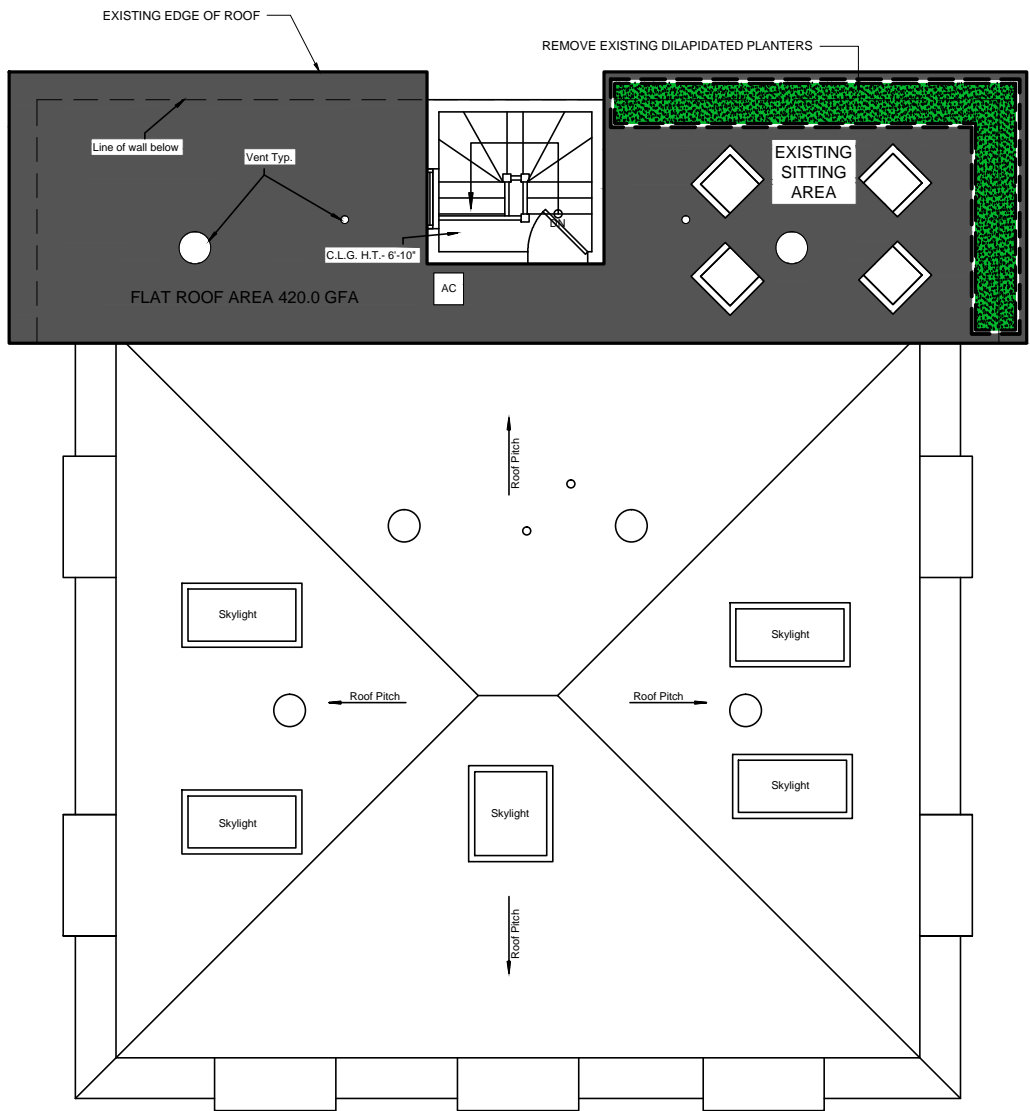 EXISTING EDGE OF ROOF
REMOVE EXISTING DILAPIDATED PLANTERS
Line of wall below
Vent Typ.
EXISTING
SITTING
AREA
DN
C.L.G. H.T.- 6'-10"
AC
FLAT ROOF AREA 420.0 GFA
Roof Pitch
Skylight
Skylight
Roof Pitch
Roof Pitch
Skylight
Skylight
Skylight
Roof Pitch